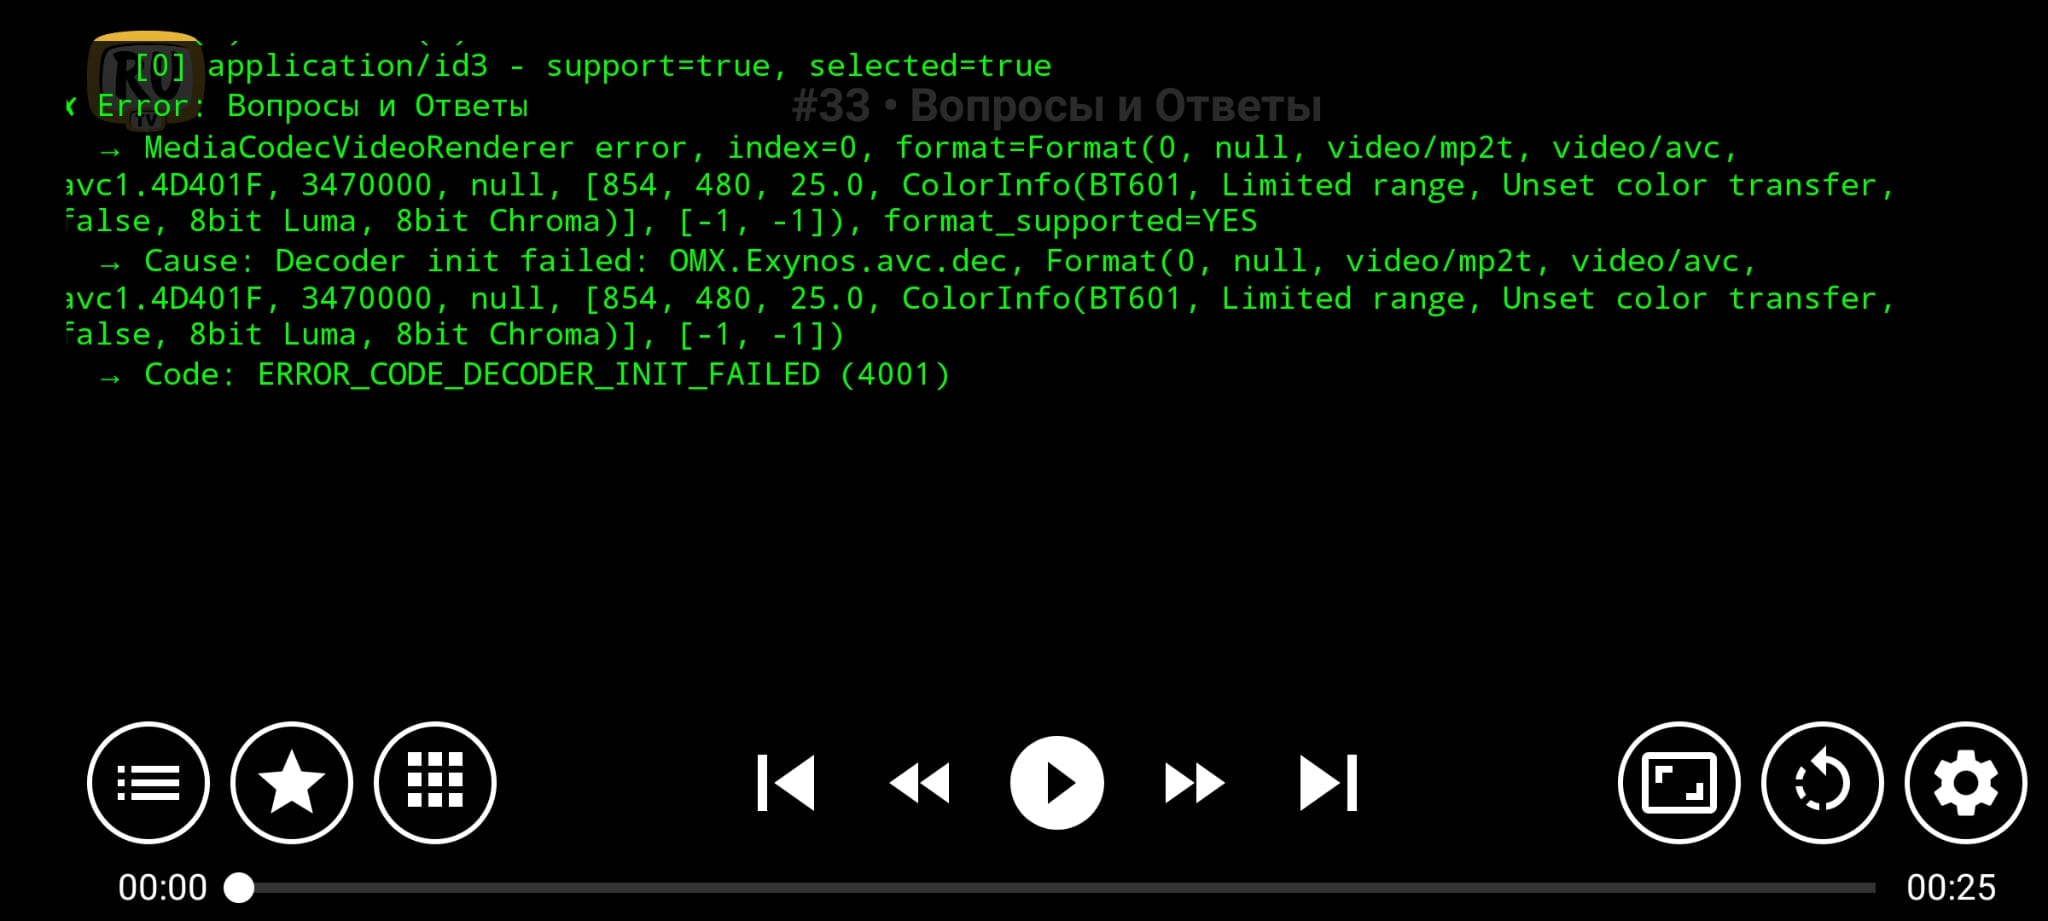 [0] application/id3 - support=true, selected=true
✘ Error: Вопросы и Ответы
#33 • Вопросы и Ответы
RU
TV
→ MediaCodecVideoRenderer error, index=0, format=Format(0, null, video/mp2t, video/avc,
avc1.4D401F, 3470000, null, [854, 480, 25.0, ColorInfo(BT601, Limited range, Unset color transfer,
false, 8bit Luma, 8bit Chroma)], [-1, -1]), format_supported=YES
→ Cause: Decoder init failed: OMX.Exynos.avc.dec, Format(0, null, video/mp2t, video/avc,
avc1.4D401F, 3470000, null, [854, 480, 25.0, ColorInfo(BT601, Limited range, Unset color transfer,
false, 8bit Luma, 8bit Chroma)], [-1, -1])
→ Code: ERROR_CODE_DECODER_INIT_FAILED (4001)
00:00
00:25